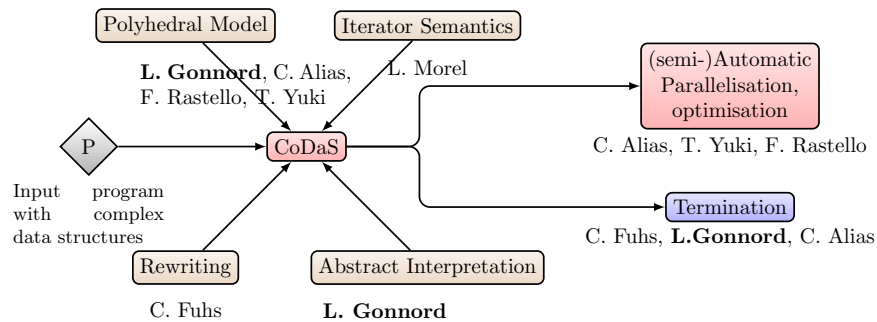 Polyhedral Model
Iterator Semantics
L. Gonnord, C. Alias,
F. Rastello, T. Yuki
L. Morel
(semi-)Automatic
Parallelisation,
optimisation
C. Alias, T. Yuki, F. Rastello
P
CoDaS
Input program
with complex
data structures
Termination
C. Fuhs, L.Gonnord, C. Alias
Rewriting
Abstract Interpretation
C. Fuhs
L. Gonnord